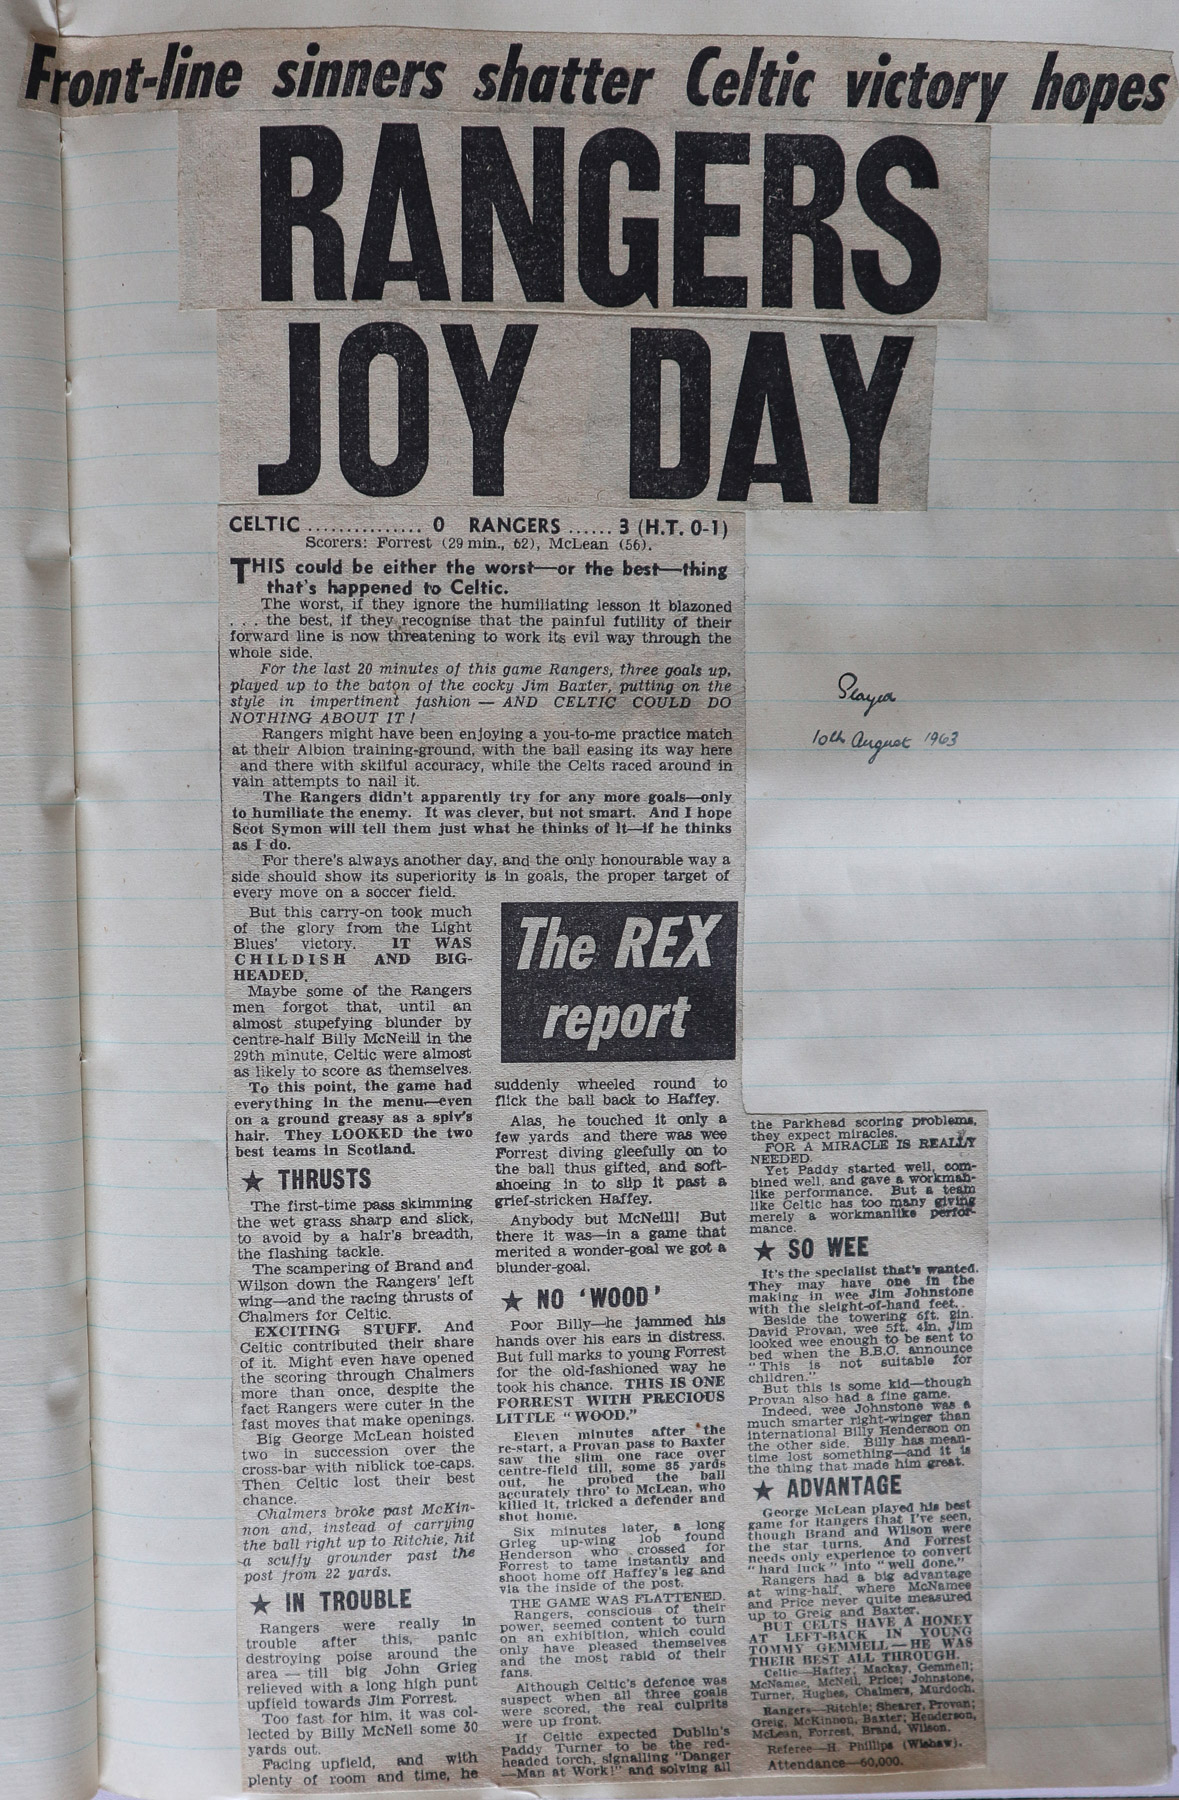 Front-line sinners shatter Celtic victory hopes
RANGERS
JOY DAY
CELTIC ............... 0 RANGERS ...... 3 (H.T. 0-1)
Scorers: Forrest (29 min., 62), McLean (56).
THIS could be either the worst—or the best—thing
that's happened to Celtic.
The worst, if they ignore the humiliating lesson it blazoned
. . . the best, if they recognise that the painful futility of their
forward line is now threatening to work its evil way through the
whole side.
For the last 20 minutes of this game Rangers, three goals up,
played up to the baton of the cocky Jim Baxter, putting on the
style in impertinent fashion — AND CELTIC COULD DO
NOTHING ABOUT IT!
Rangers might have been enjoying a you-to-me practice match
at their Albion training-ground, with the ball easing its way here
and there with skilful accuracy, while the Celts raced around in
vain attempts to nail it.
The Rangers didn't apparently try for any more goals—only
to humiliate the enemy. It was clever, but not smart. And I hope
Scot Symon will tell them just what he thinks of it—if he thinks
as I do.
For there's always another day, and the only honourable way a
side should show its superiority is in goals, the proper target of
every move on a soccer field.
But this carry-on took much
of the glory from the Light
Blues' victory. IT WAS
CHILDISH AND BIG-
HEADED.
Maybe some of the Rangers
men forgot that, until an
almost stupefying blunder by
centre-half Billy McNeill in the
29th minute, Celtic were almost
as likely to score as themselves.
To this point, the game had
everything in the menu—even
on a ground greasy as a spiv's
hair. They LOOKED the two
best teams in Scotland.
★ THRUSTS
The first-time pass skimming
the wet grass sharp and slick,
to avoid by a hair's breadth,
the flashing tackle.
The scampering of Brand and
Wilson down the Rangers' left
wing—and the racing thrusts of
Chalmers for Celtic.
EXCITING STUFF. And
Celtic contributed their share
of it. Might even have opened
the scoring through Chalmers
more than once, despite the
fact Rangers were cuter in the
fast moves that make openings.
Big George McLean hoisted
two in succession over the
cross-bar with niblick toe-caps.
Then Celtic lost their best
chance.
Chalmers broke past McKin-
non and, instead of carrying
the ball right up to Ritchie, hit
a scuffy grounder past the
post from 22 yards.
★ IN TROUBLE
Rangers were really in
trouble after this, panic
destroying poise around the
area — till big John Grieg
relieved with a long high punt
upfield towards Jim Forrest.
Too fast for him, it was col-
lected by Billy McNeil some 30
yards out.
Facing upfield, and with
plenty of room and time, he
The REX
report
suddenly wheeled round to
flick the ball back to Haffey.
Alas, he touched it only a
few yards and there was wee
Forrest diving gleefully on to
the ball thus gifted, and soft-
shoeing in to slip it past a
grief-stricken Haffey.
Anybody but McNeill! But
there it was—in a game that
merited a wonder-goal we got a
blunder-goal.
★ NO 'WOOD'
Poor Billy—he jammed his
hands over his ears in distress.
But full marks to young Forrest
for the old-fashioned way he
took his chance. THIS IS ONE
FORREST WITH PRECIOUS
LITTLE "WOOD."
Eleven minutes after the
re-start, a Provan pass to Baxter
saw the slim one race over
centre-field till, some 35 yards
out, he probed the ball
accurately thro' to McLean, who
killed it, tricked a defender and
shot home.
Six minutes later, a long
Grieg up-wing lob found
Henderson who crossed for
Forrest to tame instantly and
shoot home off Haffey's leg and
via the inside of the post.
THE GAME WAS FLATTENED.
Rangers, conscious of their
power, seemed content to turn
on an exhibition, which could
only have pleased themselves
and the most rabid of their
fans.
Although Celtic's defence was
suspect when all three goals
were scored, the real culprits
were up front.
If Celtic expected Dublin's
Paddy Turner to be the red-
headed torch, signalling "Danger
—Man at Work!" and solving all
the Parkhead scoring problems,
they expect miracles.
FOR A MIRACLE IS REALLY
NEEDED.
Yet Paddy started well, com-
bined well, and gave a workman-
like performance. But a team
like Celtic has too many giving
merely a workmanlike perfor-
mance.
★ SO WEE
It's the specialist that's wanted.
They may have one in the
making in wee Jim Johnstone
with the sleight-of-hand feet.
Beside the towering 6ft. 2in.
David Provan, wee 5ft. 4in. Jim
looked wee enough to be sent to
bed when the B.B.C. announce
"This is not suitable for
children."
But this is some kid—though
Provan also had a fine game.
Indeed, wee Johnstone was a
much smarter right-winger than
international Billy Henderson on
the other side. Billy has mean-
time lost something—and it is
the thing that made him great.
★ ADVANTAGE
George McLean played his best
game for Rangers that I've seen,
though Brand and Wilson were
the star turns. And Forrest
needs only experience to convert
"hard luck" into "well done."
Rangers had a big advantage
at wing-half, where McNamee
and Price never quite measured
up to Greig and Baxter.
BUT CELTS HAVE A HONEY
AT LEFT-BACK IN YOUNG
TOMMY GEMMELL—HE WAS
THEIR BEST ALL THROUGH.
Celtic—Haffey; Mackay, Gemmell;
McNamee, McNeil, Price; Johnstone,
Turner, Hughes, Chalmers, Murdoch.
Rangers—Ritchie; Shearer, Provan;
Greig, McKinnon, Baxter; Henderson,
McLean, Forrest, Brand, Wilson.
Referee—H. Phillips (Wishaw).
Attendance—60,000.
Played
10th August 1963